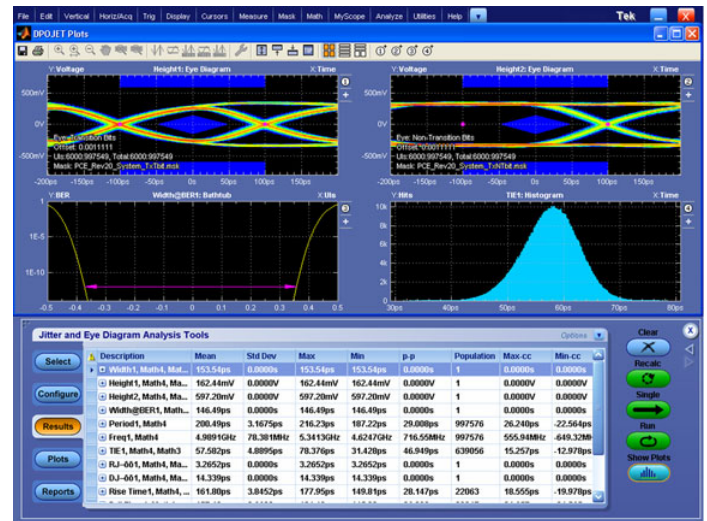 File Edit Vertical Horiz/Acq Trig Display Cursors Measure Mask Math MyScope Analyze Utilities Help Tek
DPOJET Plots
Y:Voltage Height1: Eye Diagram X:Time
500mV
0V
-500mV
Eye: Transition Bits
Offset: 0.0011111
UIs:6000:997549, Total:6000:997549
Mask: PCE_Rev20_System_TxTbit.msk
-200ps -150ps -100ps -50ps 0s 50ps 100ps 150ps
Y:Voltage Height2: Eye Diagram X:Time
500mV
0V
-500mV
Eye: Non-Transition Bits
Offset: 0.0011111
UIs:6000:997549, Total:6000:997549
Mask: PCE_Rev20_System_TxNTbit.msk
-200ps -150ps -100ps -50ps 0s 50ps 100ps 150ps
Y:BER Width@BER1: Bathtub X:UIs
1
1E-5
1E-10
-0.5 -0.4 -0.3 -0.2 -0.1 0 0.1 0.2 0.3 0.4 0.5
Y:Hits TIE1: Histogram X:Time
10k
8k
6k
4k
2k
0
30ps 40ps 50ps 60ps 70ps 80ps
Jitter and Eye Diagram Analysis Tools Options
Select
Configure
Results
Plots
Reports
Description Mean Std Dev Max Min p-p Population Max-cc Min-cc
Width1, Math4, Mat... 153.54ps 0.0000s 153.54ps 153.54ps 0.0000s 1 0.0000s 0.0000s
Height1, Math4, Ma... 162.44mV 0.0000V 162.44mV 162.44mV 0.0000V 1 0.0000V 0.0000V
Height2, Math4, Ma... 597.20mV 0.0000V 597.20mV 597.20mV 0.0000V 1 0.0000V 0.0000V
Width@BER1, Math... 146.49ps 0.0000s 146.49ps 146.49ps 0.0000s 1 0.0000s 0.0000s
Period1, Math4 200.49ps 3.1675ps 216.23ps 187.22ps 29.008ps 997576 26.240ps -22.564ps
Freq1, Math4 4.9891GHz 78.381MHz 5.3413GHz 4.6247GHz 716.55MHz 997576 555.94MHz -649.32MH
TIE1, Math4, Math3 57.582ps 4.8895ps 78.376ps 31.428ps 46.949ps 639056 15.257ps -12.978ps
RJ-δδ1, Math4, Ma... 3.2652ps 0.0000s 3.2652ps 3.2652ps 0.0000s 1 0.0000s 0.0000s
DJ-δδ1, Math4, Ma... 14.339ps 0.0000s 14.339ps 14.339ps 0.0000s 1 0.0000s 0.0000s
Rise Time1, Math4, ... 161.80ps 3.8452ps 177.95ps 149.81ps 28.147ps 22063 18.555ps -19.978ps
Clear
Recalc
Single
Run
Show Plots